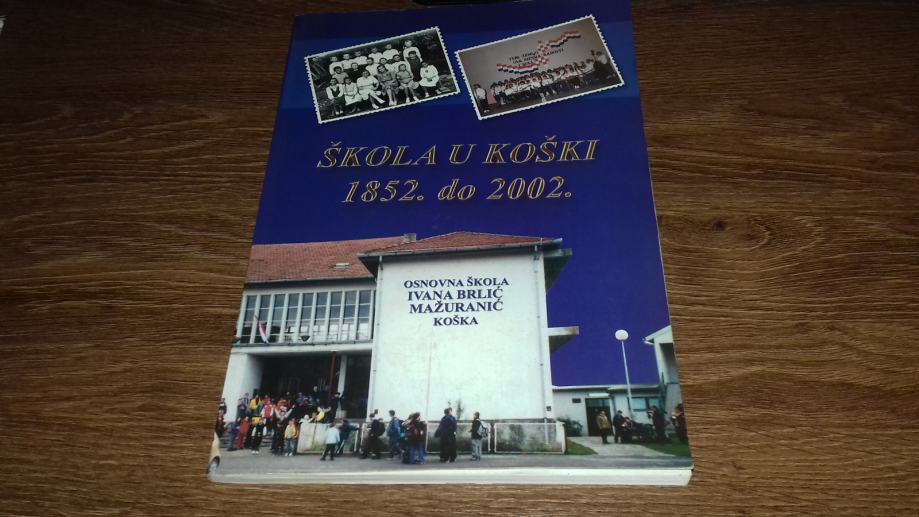 ŠKOLA U KOŠKI
1852. do 2002.
OSNOVNA ŠKOLA
IVANA BRLIĆ
MAŽURANIĆ
KOŠKA